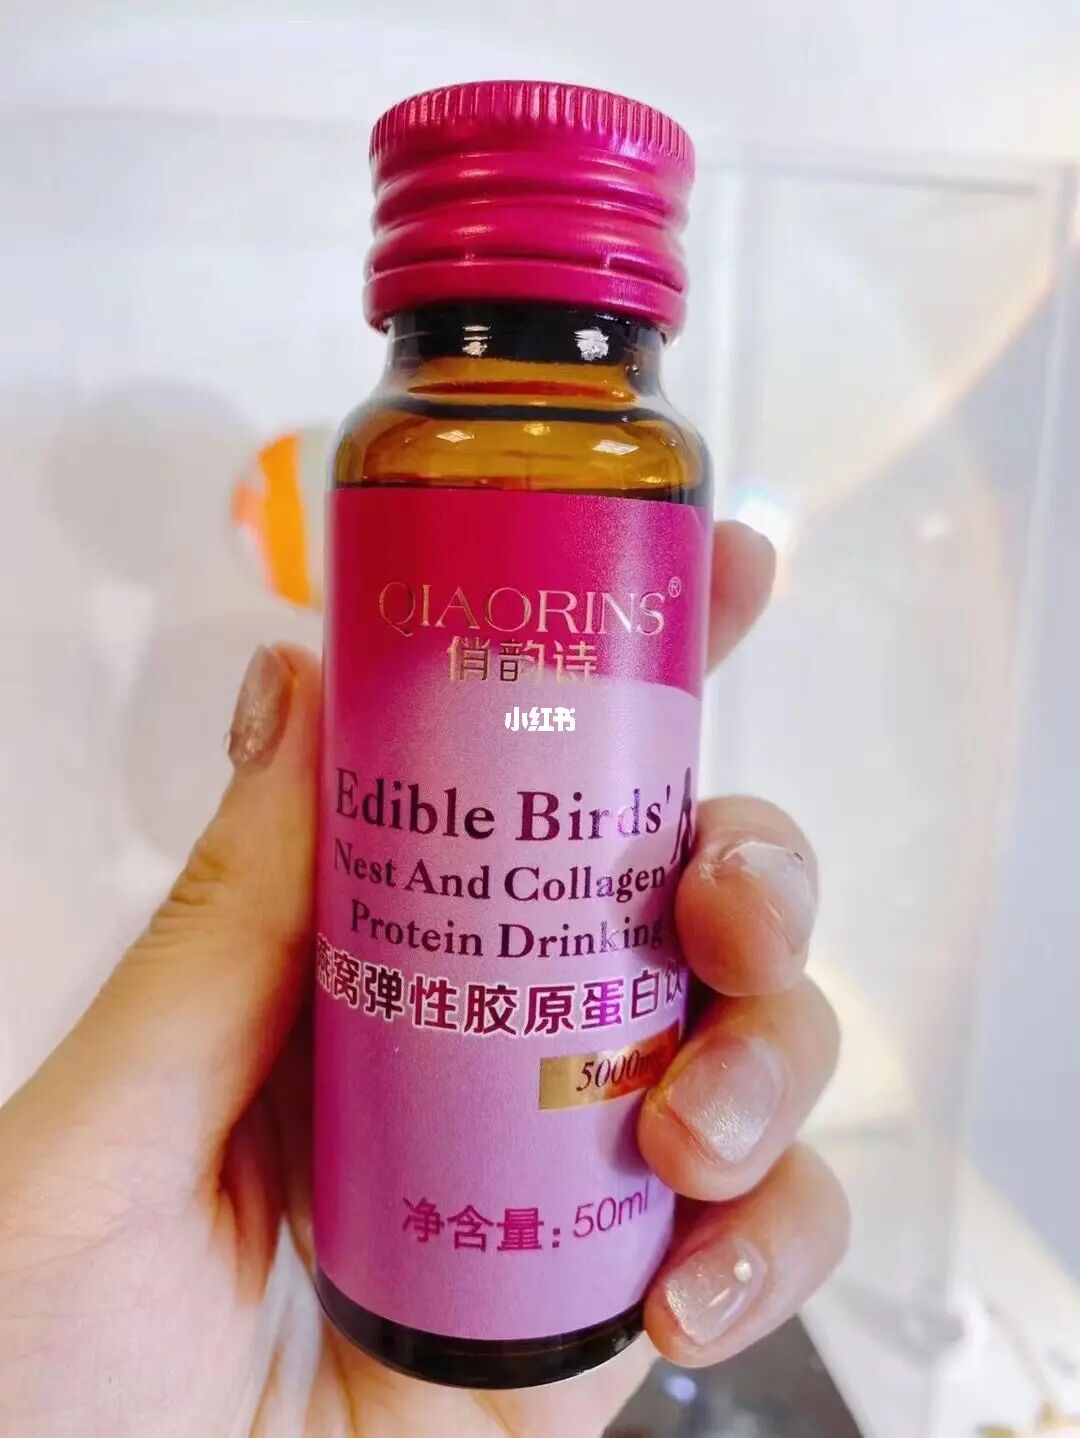 QIAORINS®
俏韵诗
小红书
Edible Birds'
Nest And Collagen
Protein Drinking
燕窝弹性胶原蛋白饮
5000mg
净含量:50ml